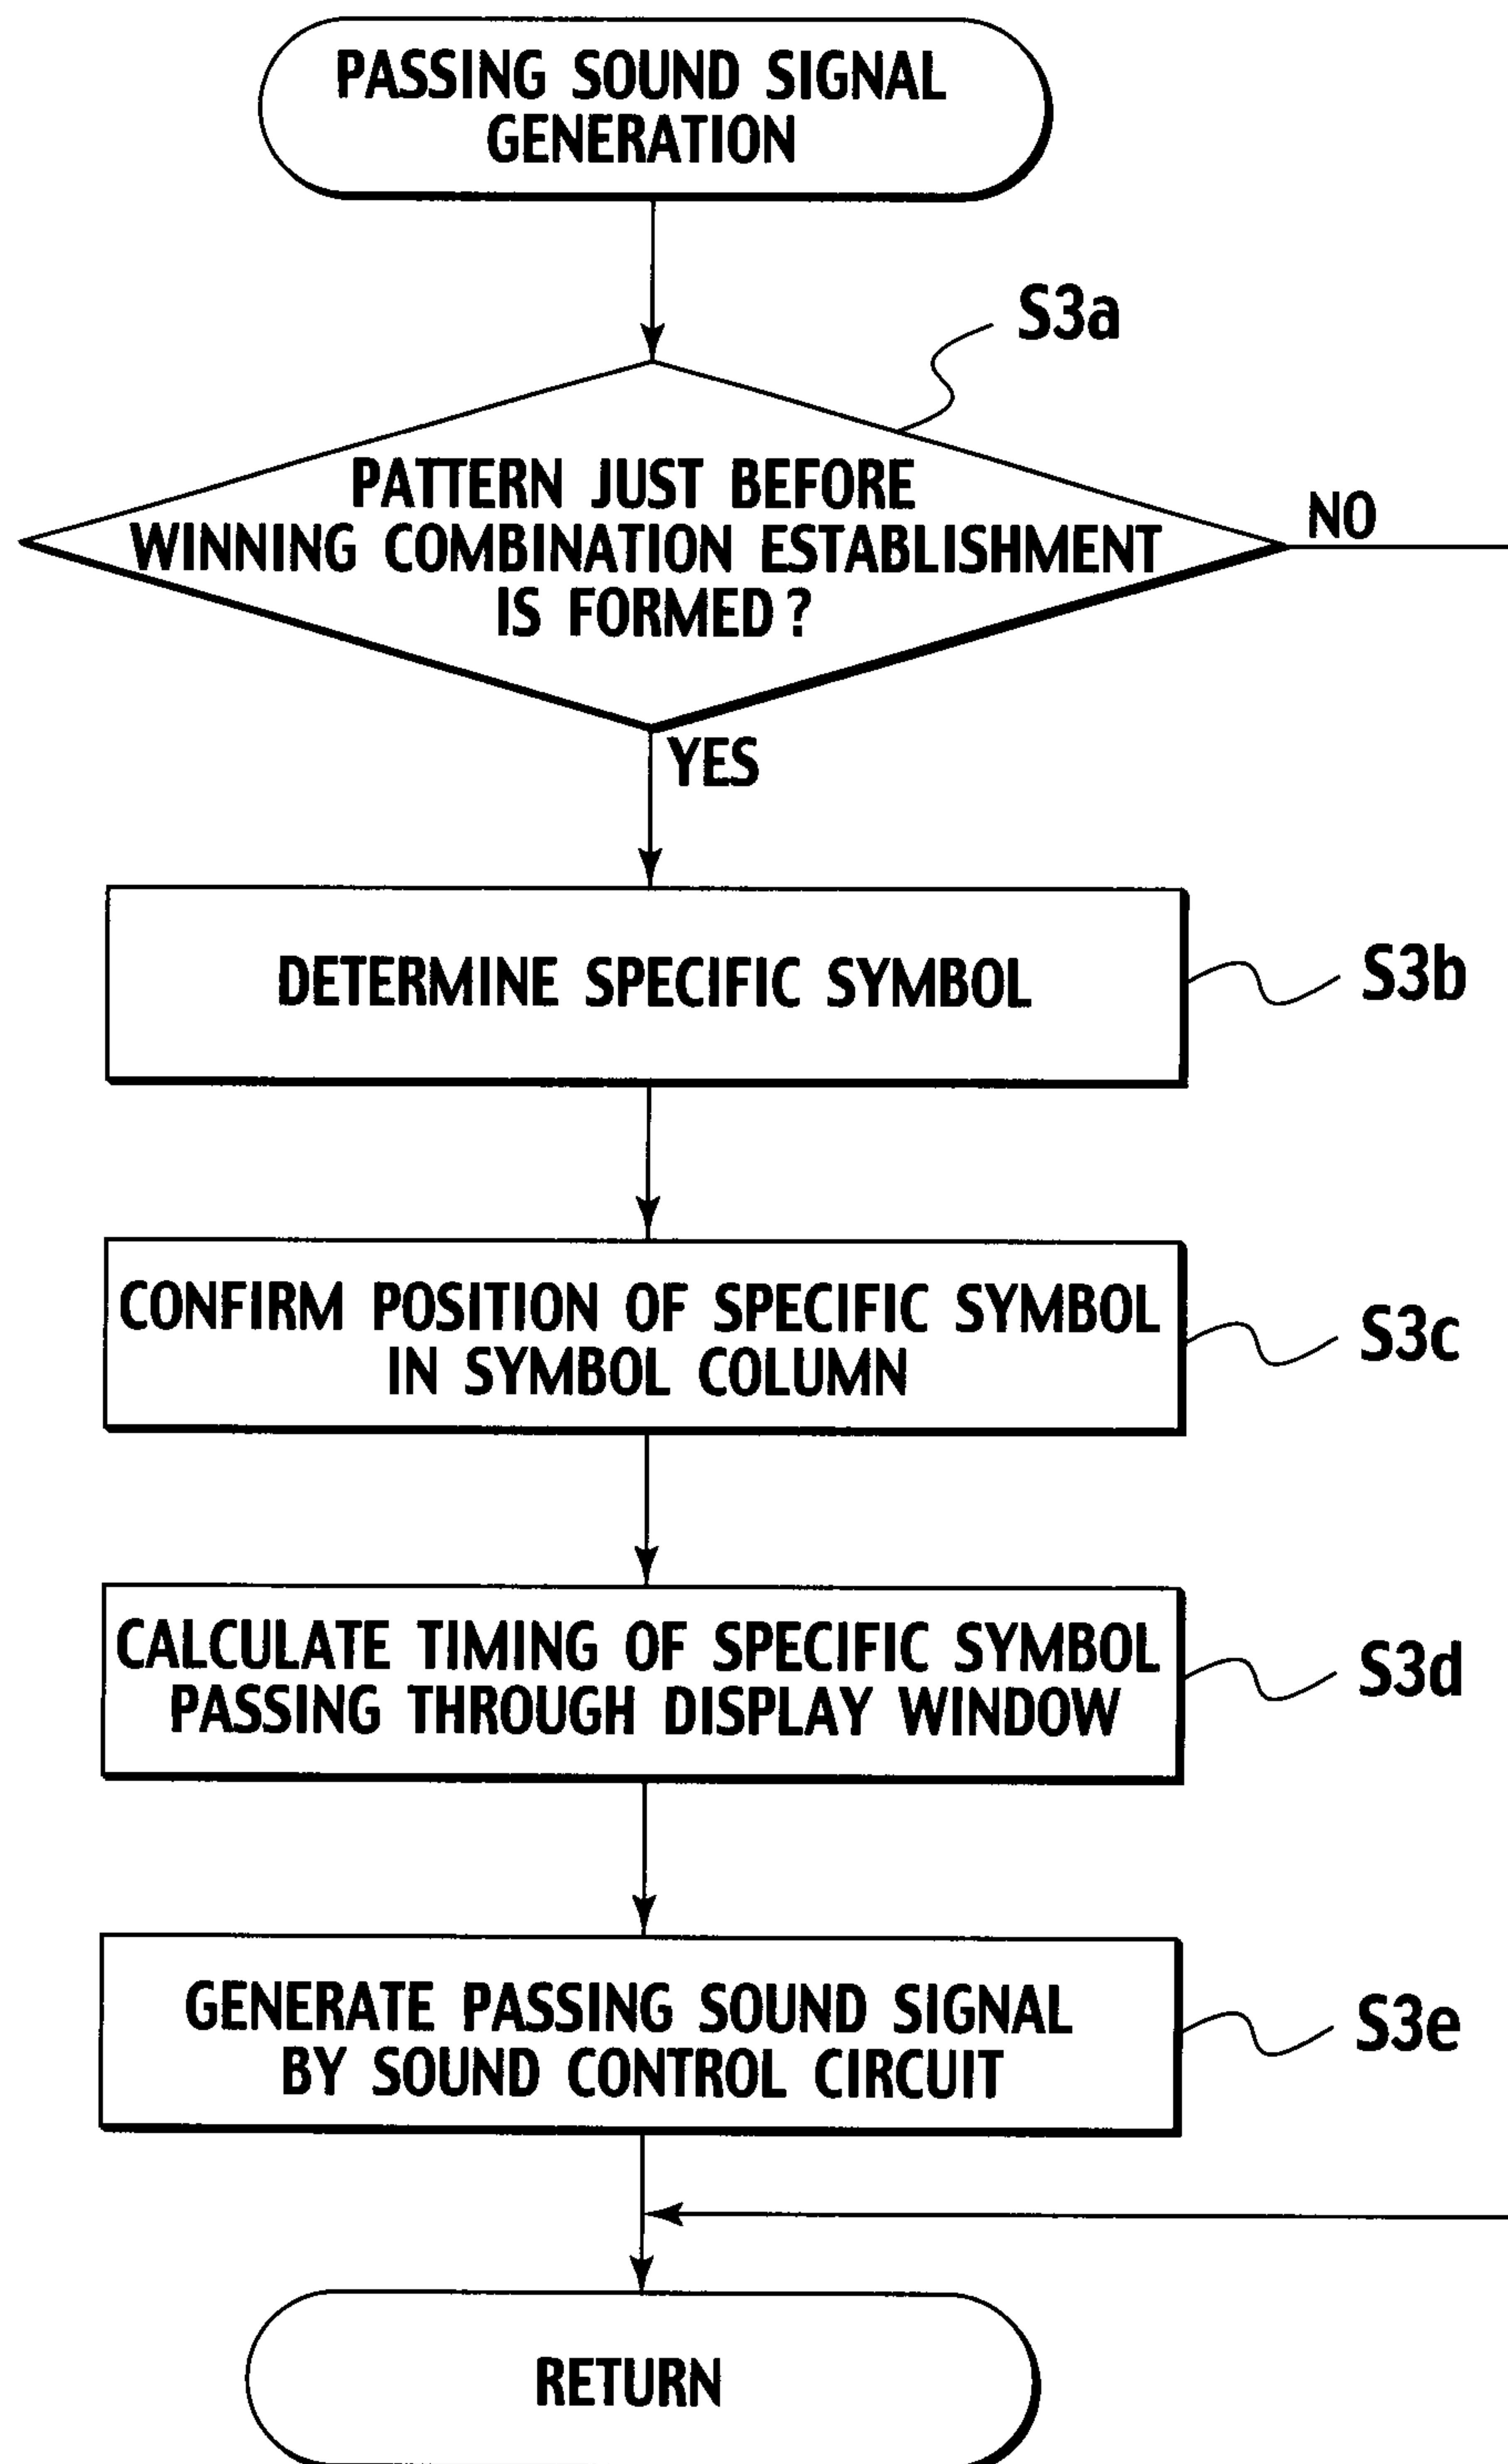 PASSING SOUND SIGNAL
GENERATION
S3a
PATTERN JUST BEFORE
WINNING COMBINATION ESTABLISHMENT
IS FORMED?
NO
YES
DETERMINE SPECIFIC SYMBOL
S3b
CONFIRM POSITION OF SPECIFIC SYMBOL
IN SYMBOL COLUMN
S3c
CALCULATE TIMING OF SPECIFIC SYMBOL
PASSING THROUGH DISPLAY WINDOW
S3d
GENERATE PASSING SOUND SIGNAL
BY SOUND CONTROL CIRCUIT
S3e
RETURN